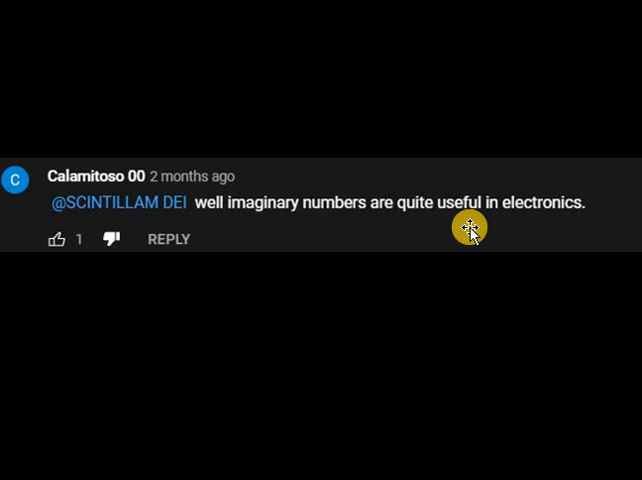 C
Calamitoso 00 2 months ago
@SCINTILLAM DEI well imaginary numbers are quite useful in electronics.
1 REPLY